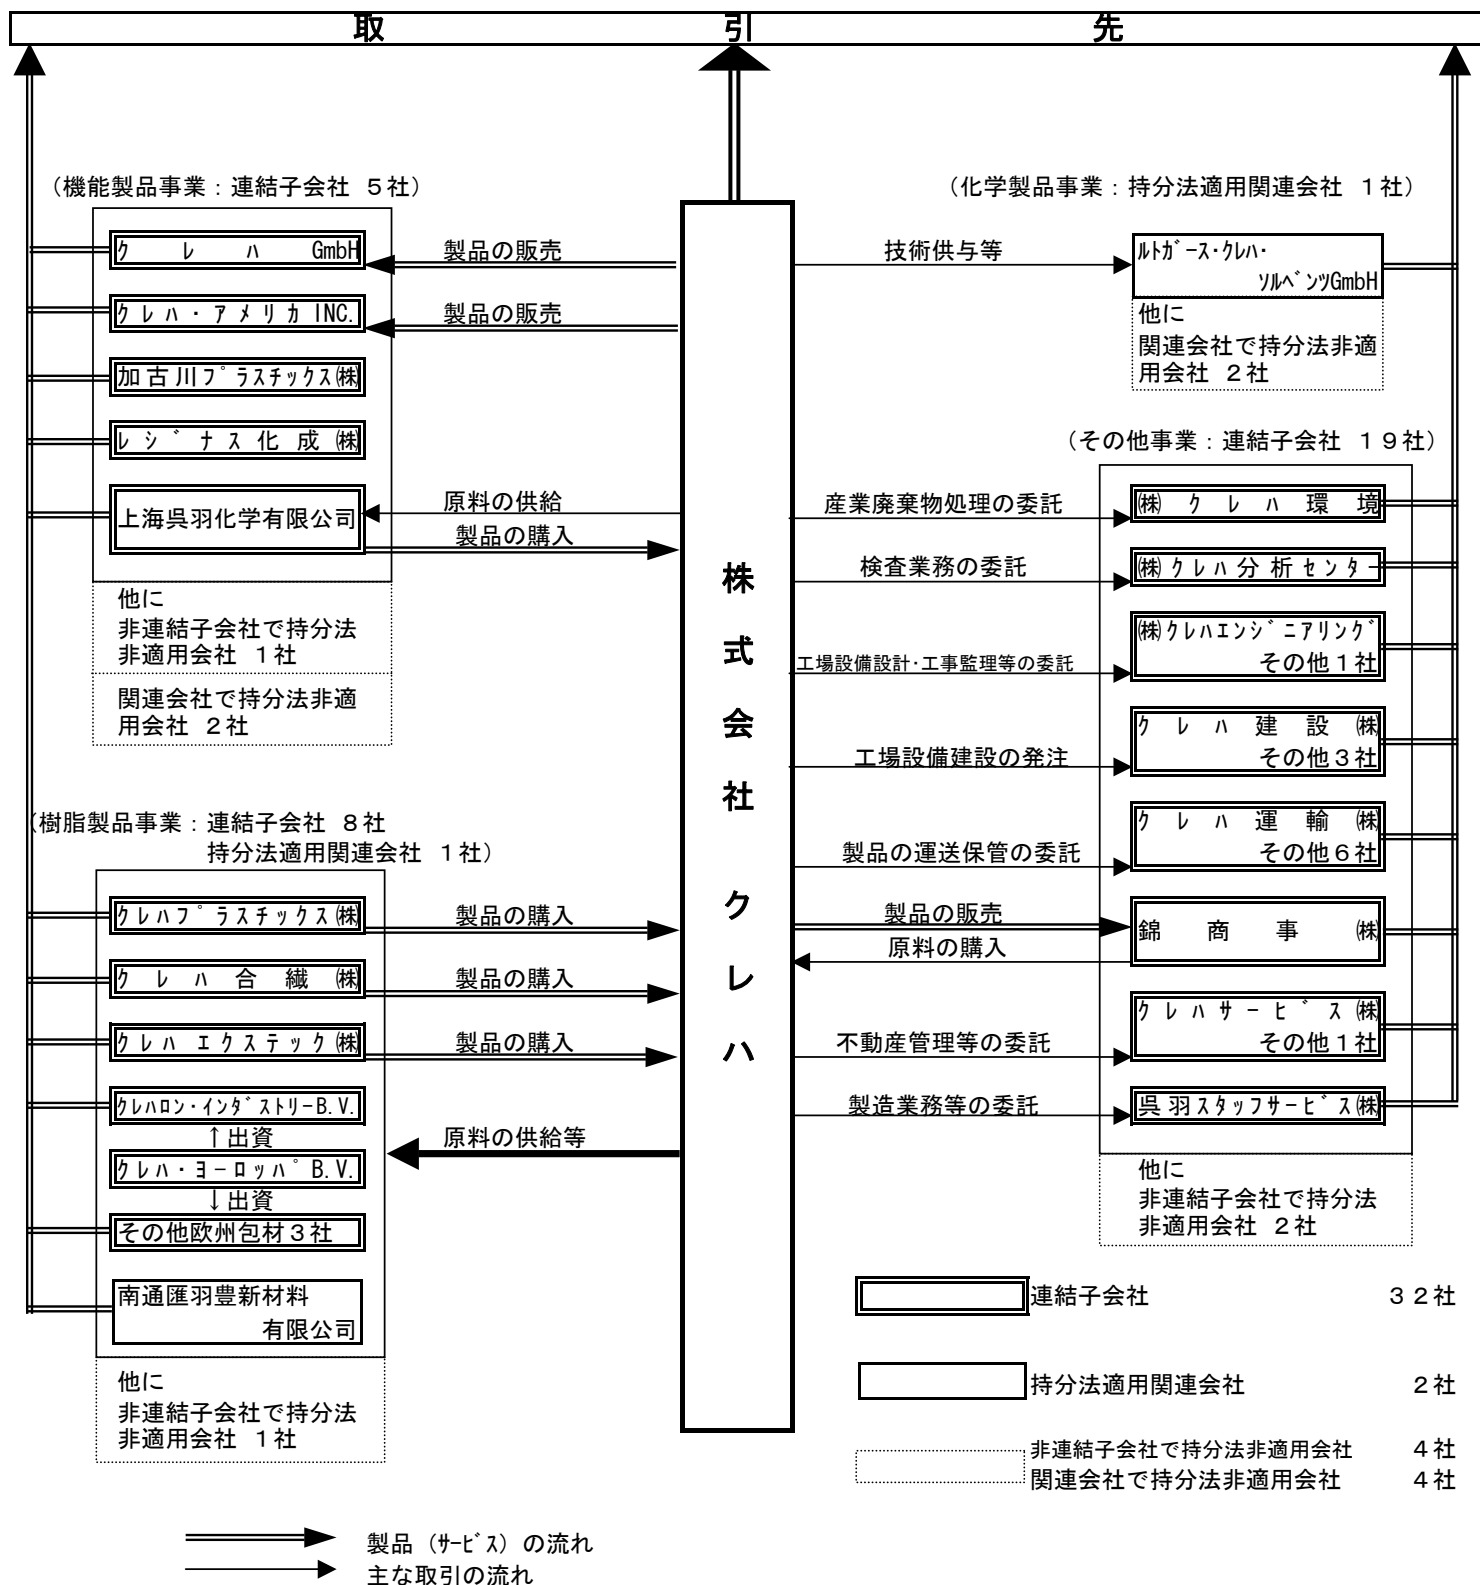 取引先
（機能製品事業：連結子会社 ５社）
クレハ GmbH
製品の販売
クレハ・アメリカ INC.
製品の販売
加古川プラスチックス㈱
レジナス化成㈱
上海呉羽化学有限公司
原料の供給
製品の購入
他に
非連結子会社で持分法
非適用会社 １社
関連会社で持分法非適
用会社 ２社
（樹脂製品事業：連結子会社 ８社
持分法適用関連会社 １社）
クレハプラスチックス㈱
製品の購入
クレハ合繊㈱
製品の購入
クレハエクステック㈱
製品の購入
クレハロン・インダストリーB.V.
↑出資
クレハ・ヨーロッパB.V.
↓出資
その他欧州包材３社
原料の供給等
南通匯羽豊新材料
有限公司
他に
非連結子会社で持分法
非適用会社 １社
株式会社クレハ
（化学製品事業：持分法適用関連会社 １社）
技術供与等
ルトガース・クレハ・
ソルベンツGmbH
他に
関連会社で持分法非適
用会社 ２社
（その他事業：連結子会社 １９社）
産業廃棄物処理の委託
㈱クレハ環境
検査業務の委託
㈱クレハ分析センター
工場設備設計・工事監理等の委託
㈱クレハエンジニアリング
その他１社
工場設備建設の発注
クレハ建設㈱
その他３社
製品の運送保管の委託
クレハ運輸㈱
その他６社
製品の販売
原料の購入
錦商事㈱
不動産管理等の委託
クレハサービス㈱
その他１社
製造業務等の委託
呉羽スタッフサービス㈱
他に
非連結子会社で持分法
非適用会社 ２社
連結子会社 ３２社
持分法適用関連会社 ２社
非連結子会社で持分法非適用会社 ４社
関連会社で持分法非適用会社 ４社
製品（サービス）の流れ
主な取引の流れ